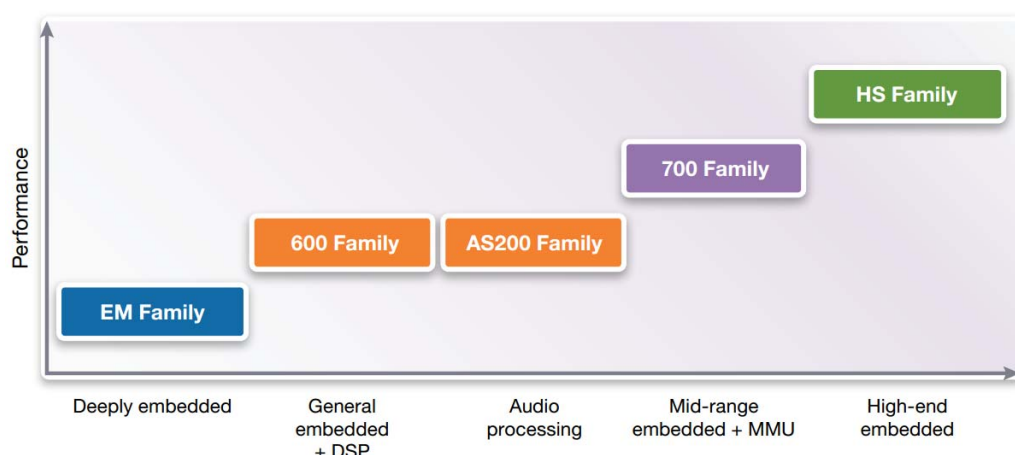 Performance
HS Family
700 Family
600 Family
AS200 Family
EM Family
Deeply embedded
General
embedded
+ DSP
Audio
processing
Mid-range
embedded + MMU
High-end
embedded